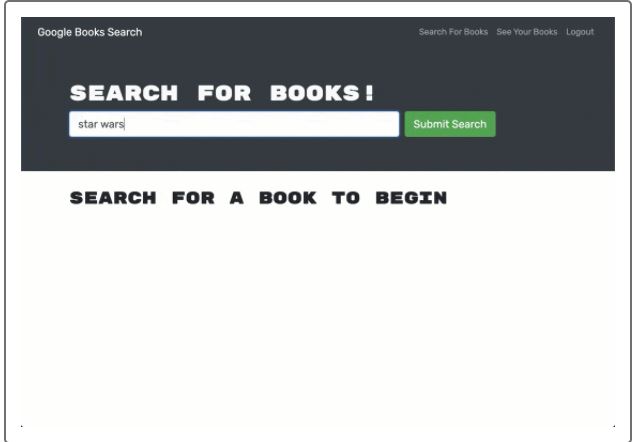 Google Books Search
Search For Books See Your Books Logout
SEARCH FOR BOOKS!
star wars
Submit Search
SEARCH FOR A BOOK TO BEGIN